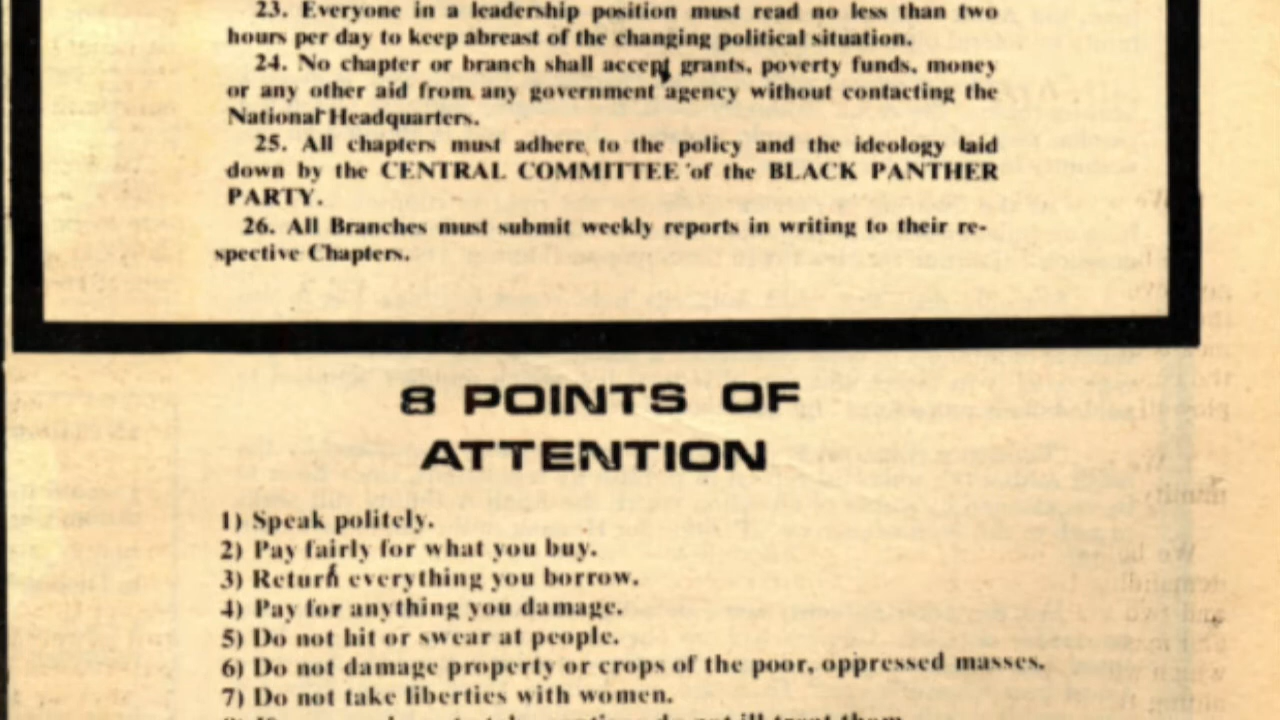 23. Everyone in a leadership position must read no less than two
hours per day to keep abreast of the changing political situation.
24. No chapter or branch shall accept grants, poverty funds, money
or any other aid from any government agency without contacting the
National Headquarters.
25. All chapters must adhere to the policy and the ideology laid
down by the CENTRAL COMMITTEE of the BLACK PANTHER
PARTY.
26. All Branches must submit weekly reports in writing to their re-
spective Chapters.
8 POINTS OF
ATTENTION
1) Speak politely.
2) Pay fairly for what you buy.
3) Return everything you borrow.
4) Pay for anything you damage.
5) Do not hit or swear at people.
6) Do not damage property or crops of the poor, oppressed masses.
7) Do not take liberties with women.